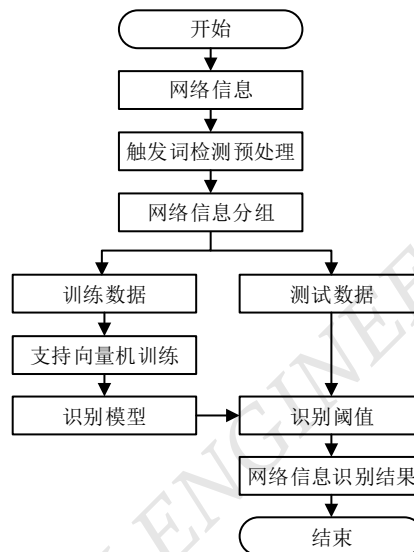 开始
网络信息
触发词检测预处理
网络信息分组
训练数据
测试数据
支持向量机训练
识别模型
识别阈值
网络信息识别结果
结束
ENGINEER